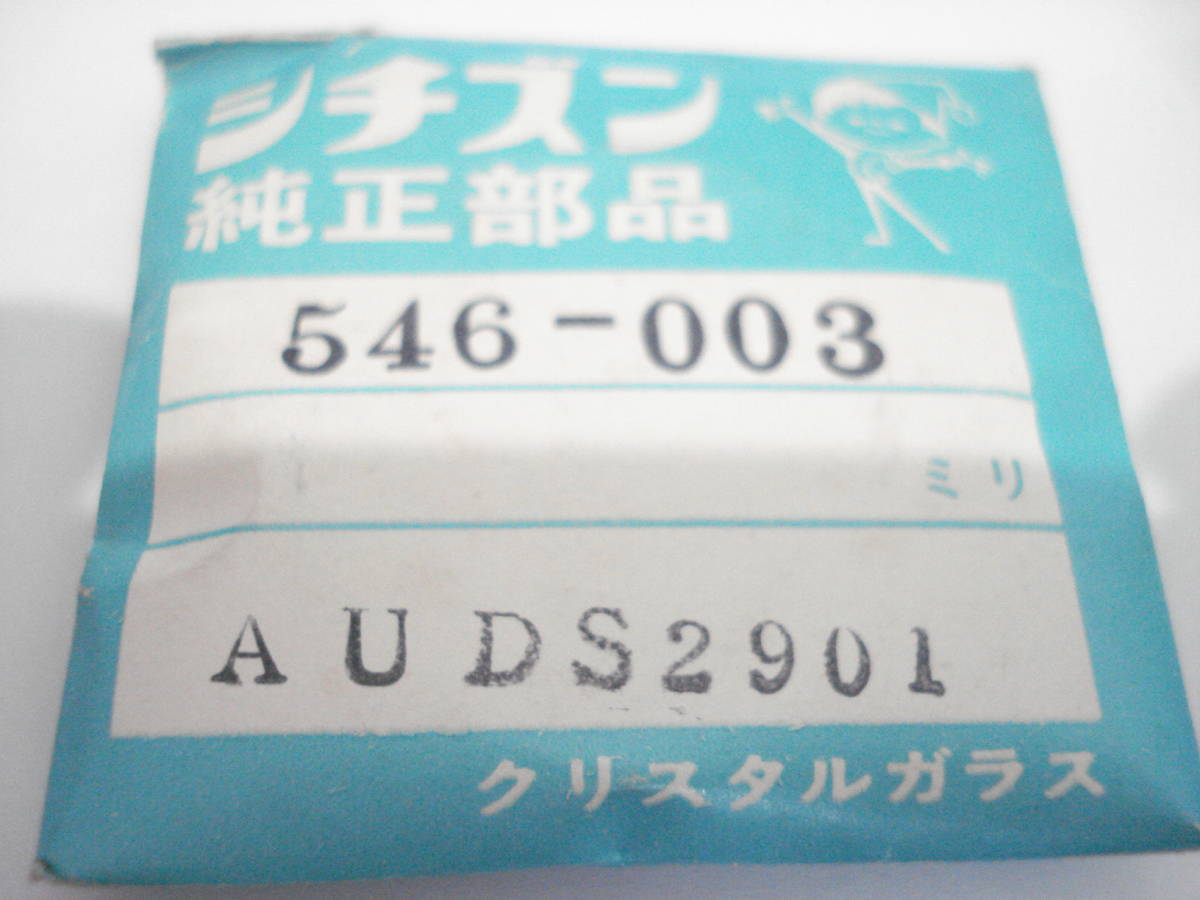 シチズン
純正部品
546-003
ミリ
AUDS2901
クリスタルガラス